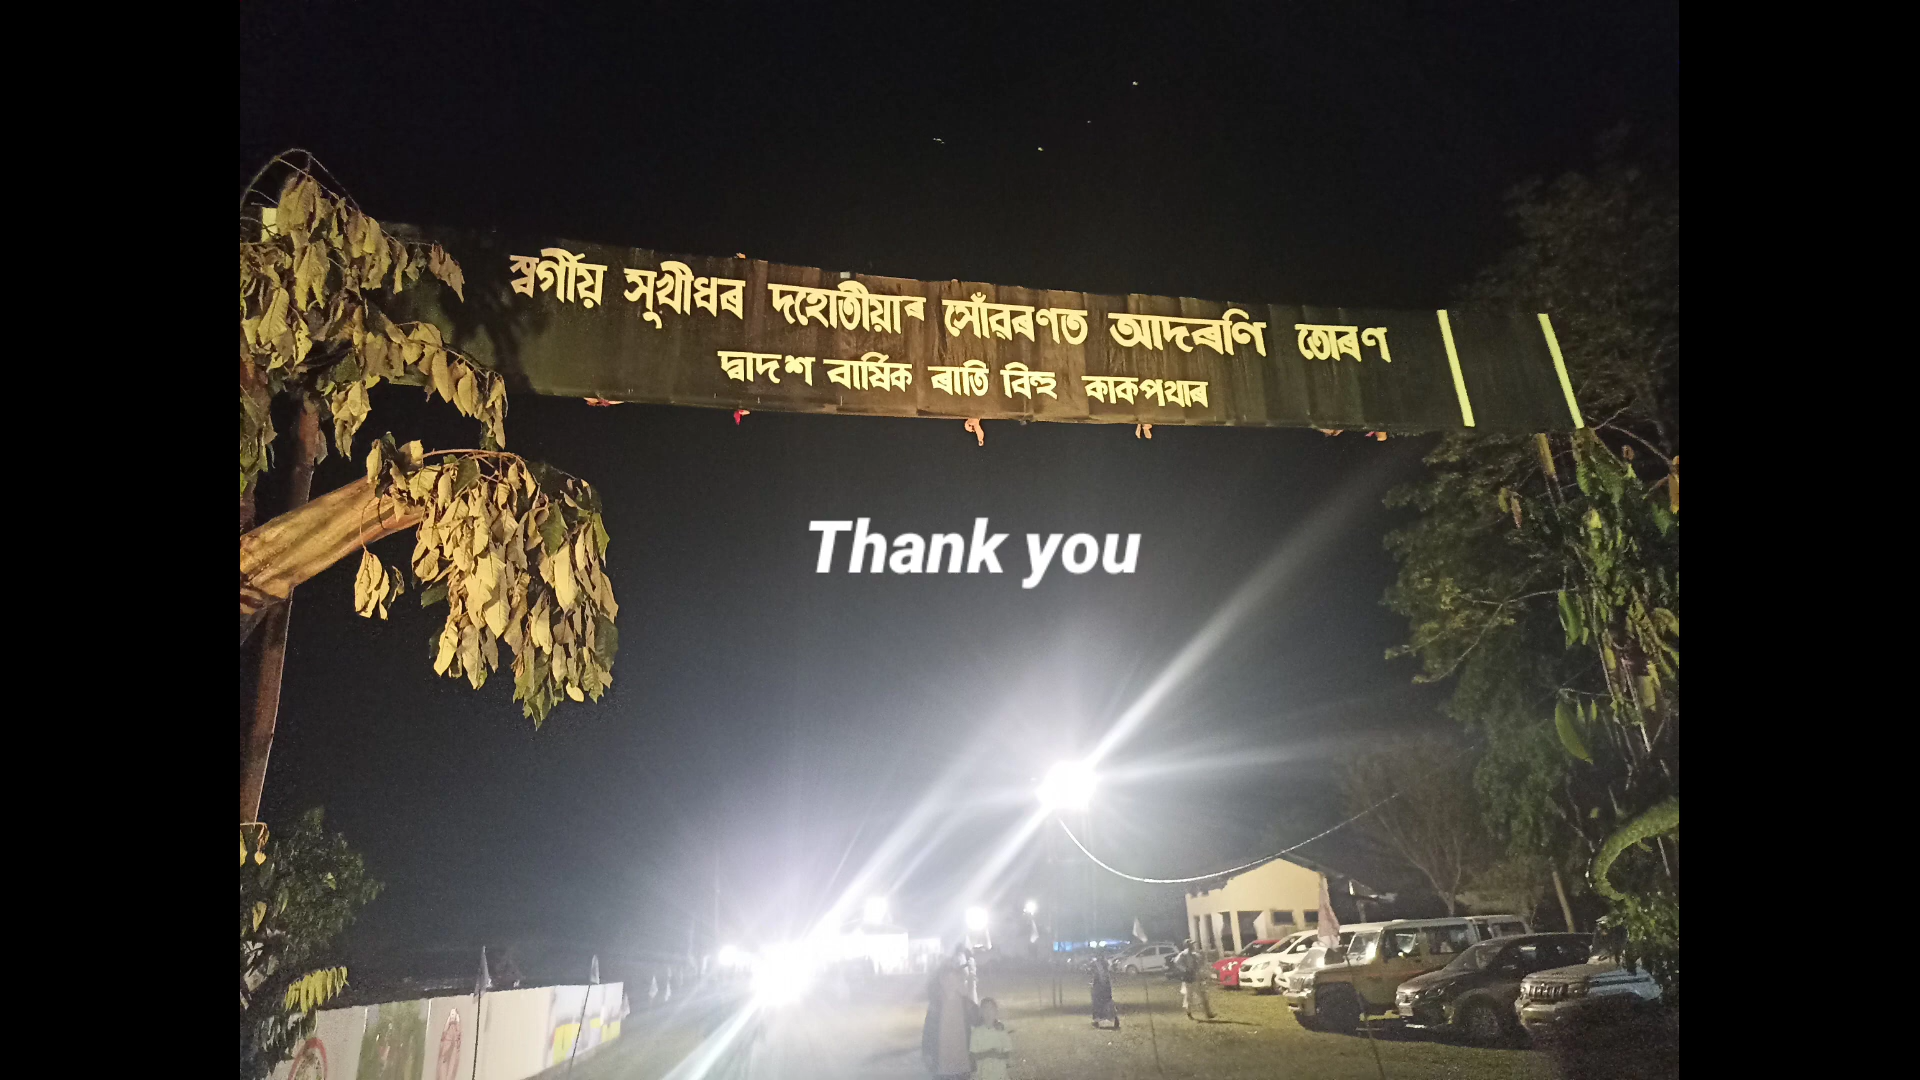 স্বৰ্গীয় সুখীধৰ দহোতীয়াৰ সোঁৱৰণত আদৰণি তোৰণ
দ্বাদশ বাৰ্ষিক ৰাতি বিহু কাকপথাৰ
Thank you